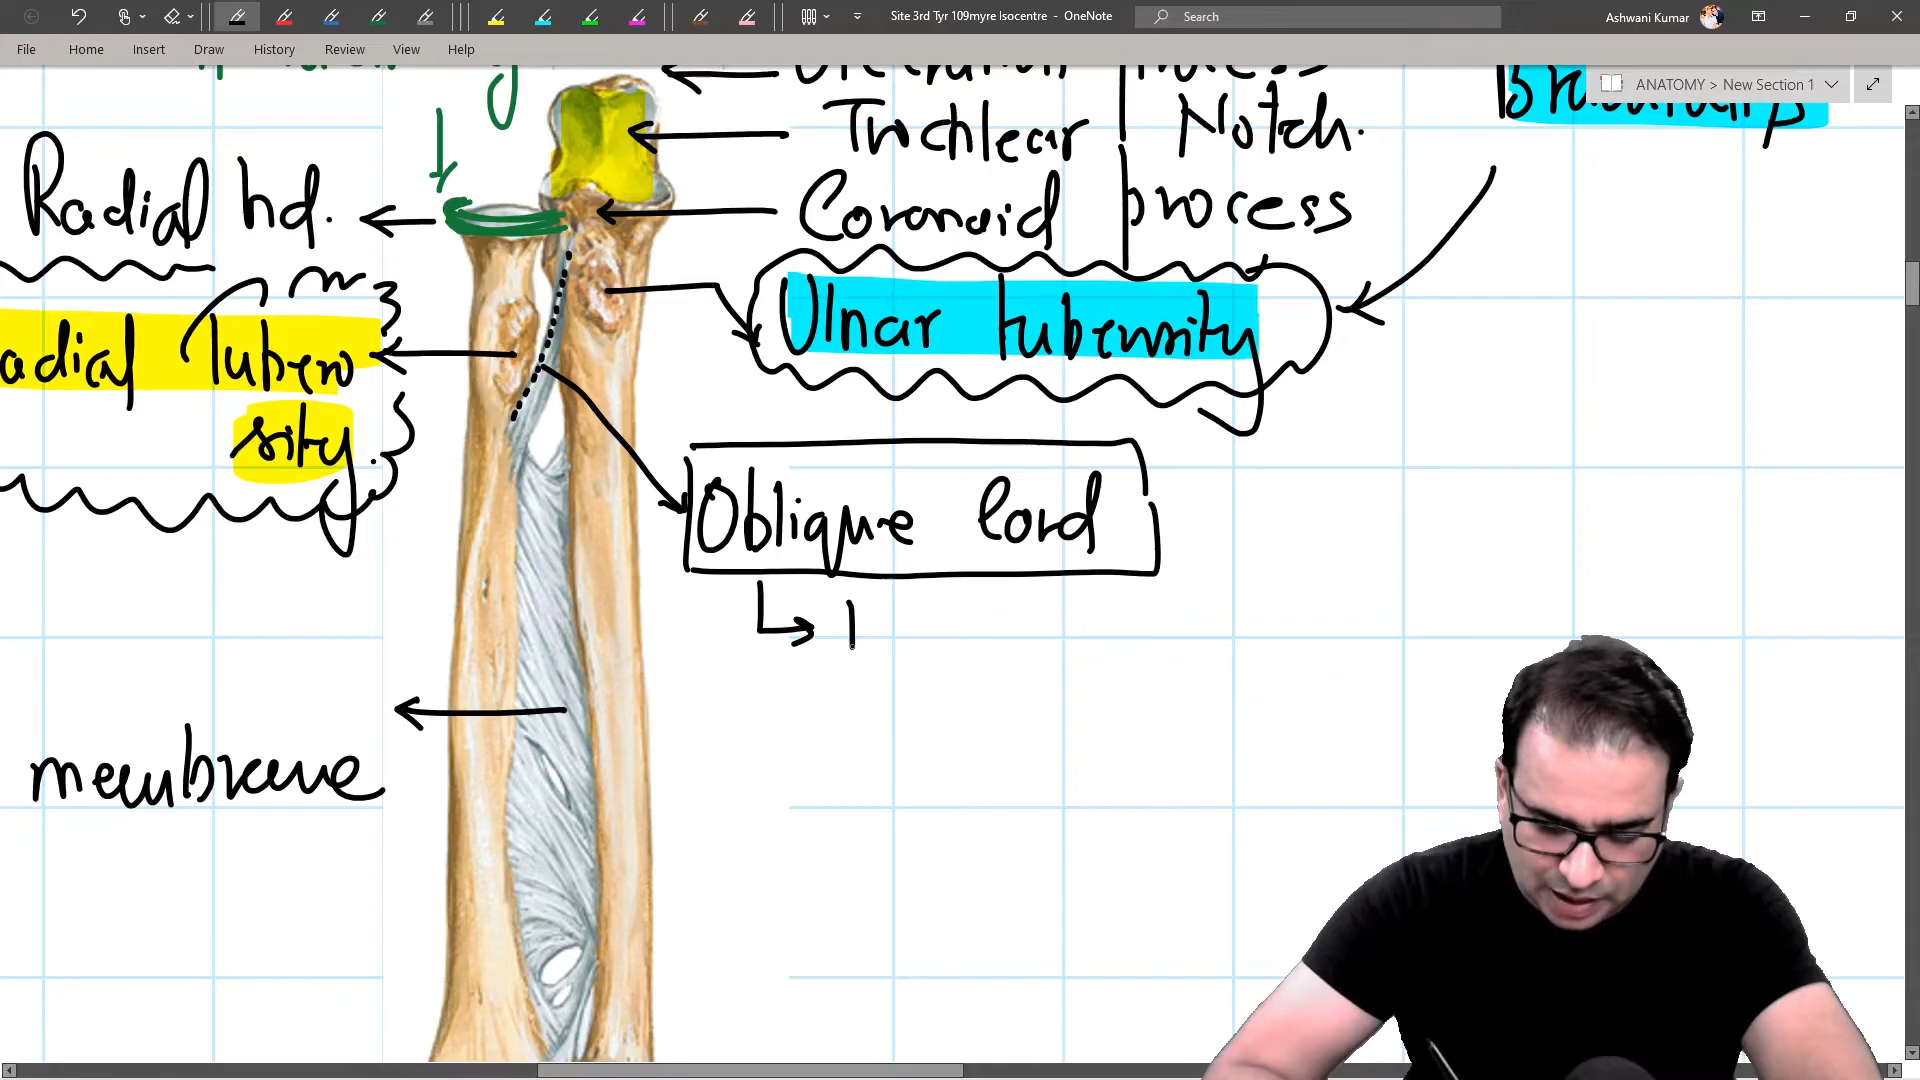 Site 3rd Tyr 109myre Isocentre - OneNote
Search
Ashwani Kumar
File Home Insert Draw History Review View Help
ANATOMY > New Section 1
process
Trochlear Notch.
Coronoid process
Radial hd.
Ulnar tuberosity
adial Tubero
sity.
Oblique Cord
membrane